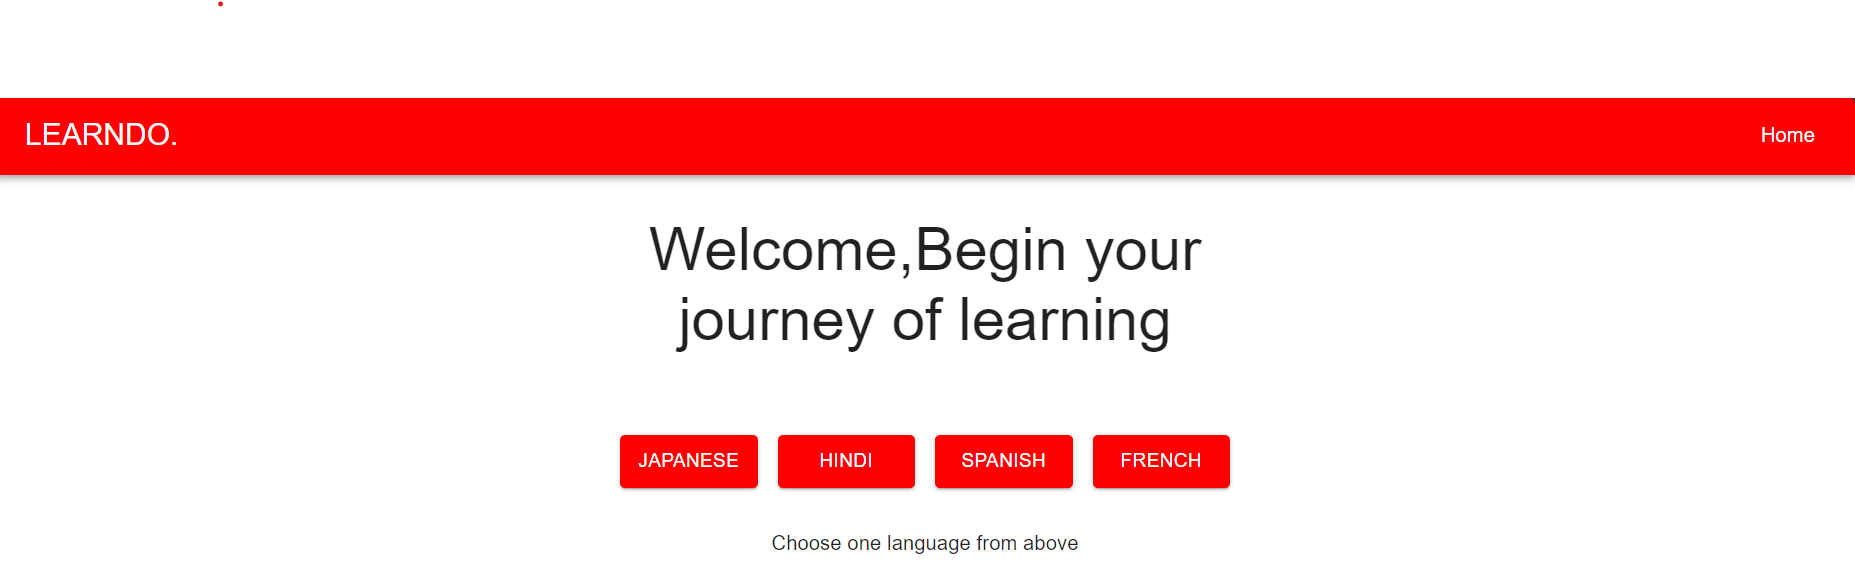 LEARNDO.
Home
Welcome,Begin your
journey of learning
JAPANESE
HINDI
SPANISH
FRENCH
Choose one language from above